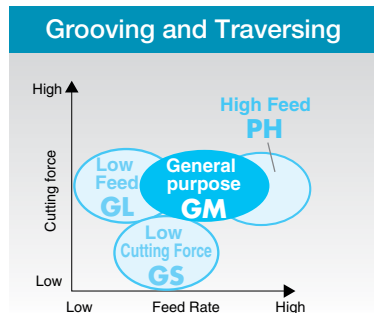 Grooving and Traversing
High
High Feed
PH
Cutting force
Low
Feed
GL
General
purpose
GM
Low
Cutting Force
GS
Low
Low
Feed Rate
High